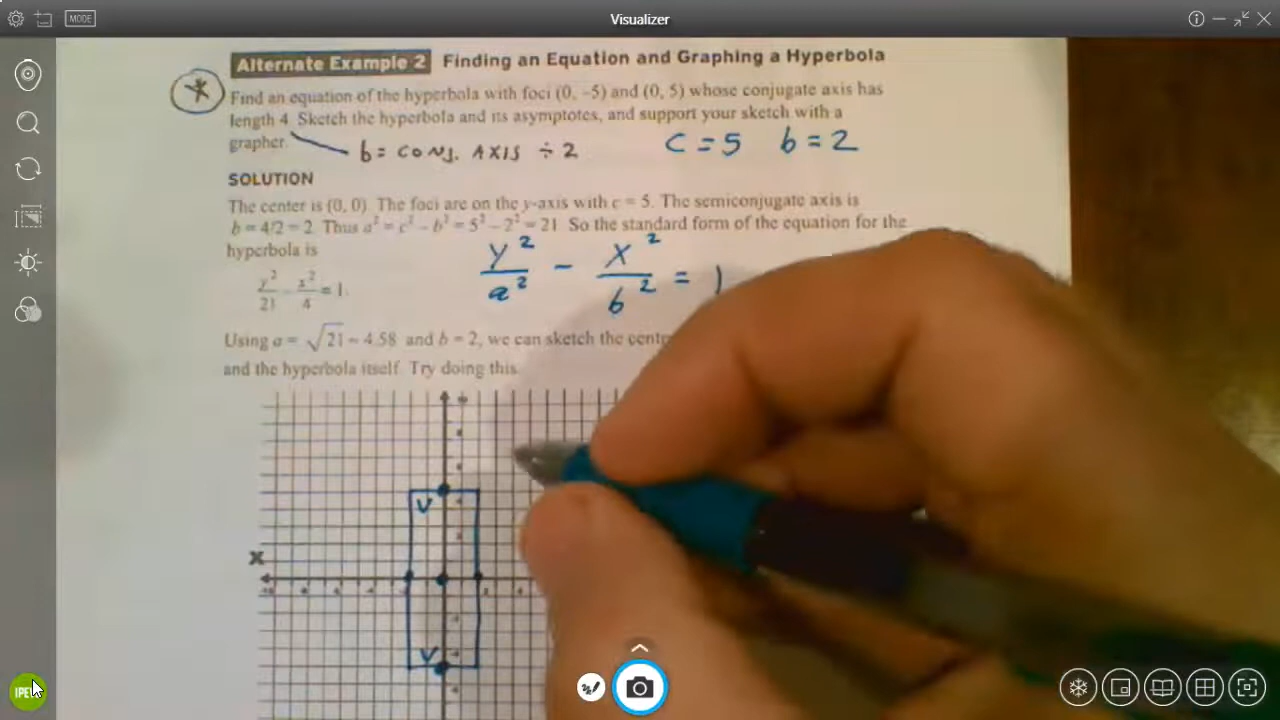 MODE
Visualizer
Alternate Example 2 Finding an Equation and Graphing a Hyperbola
Find an equation of the hyperbola with foci (0, −5) and (0, 5) whose conjugate axis has
length 4. Sketch the hyperbola and its asymptotes, and support your sketch with a
grapher.
b = CONJ. AXIS ÷ 2
C = 5 b = 2
SOLUTION
The center is (0, 0). The foci are on the y-axis with c = 5. The semiconjugate axis is
b = 4/2 = 2. Thus a² = c² − b² = 5² − 2² = 21. So the standard form of the equation for the
hyperbola is
y²/21 − x²/4 = 1.
y²/a² − x²/b² = 1
Using a = √21 ≈ 4.58 and b = 2, we can sketch the
and the hyperbola itself. Try doing this.
V
x
V
IPE